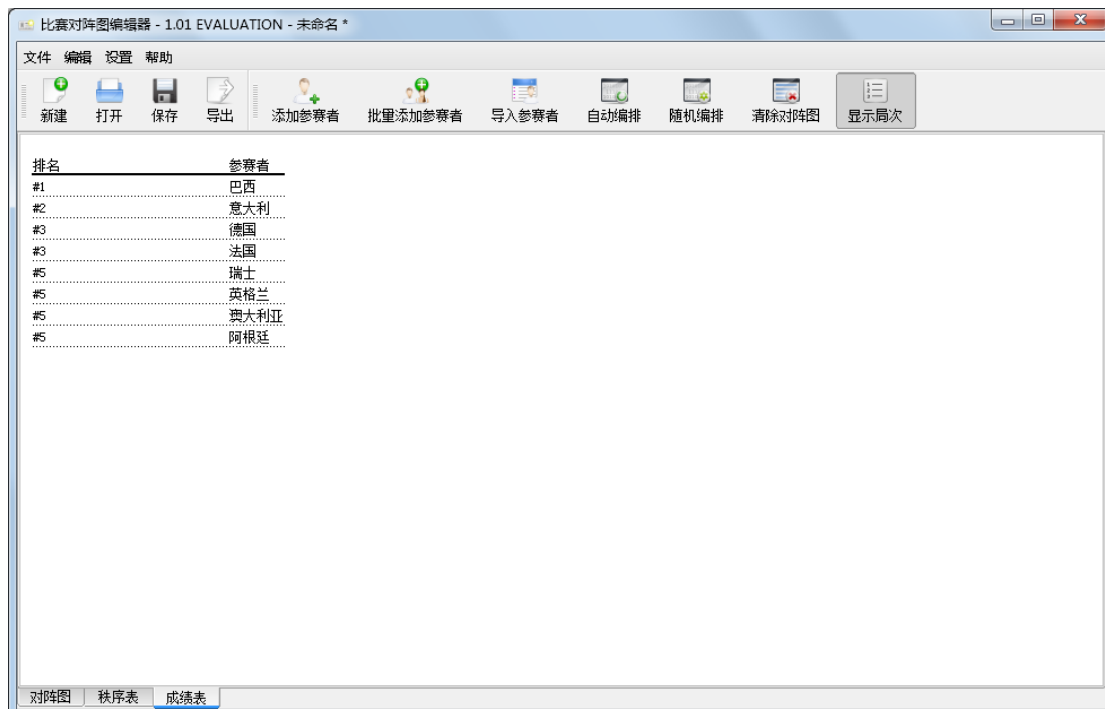 比赛对阵图编辑器 - 1.01 EVALUATION - 未命名 *
文件 编辑 设置 帮助
新建 打开 保存 导出 添加参赛者 批里添加参赛者 导入参赛者 自动编排 随机编排 清除对阵图 显示局次
排名 参赛者
#1 巴西
#2 意大利
#3 德国
#3 法国
#5 瑞士
#5 英格兰
#5 澳大利亚
#5 阿根廷
对阵图 秩序表 成绩表